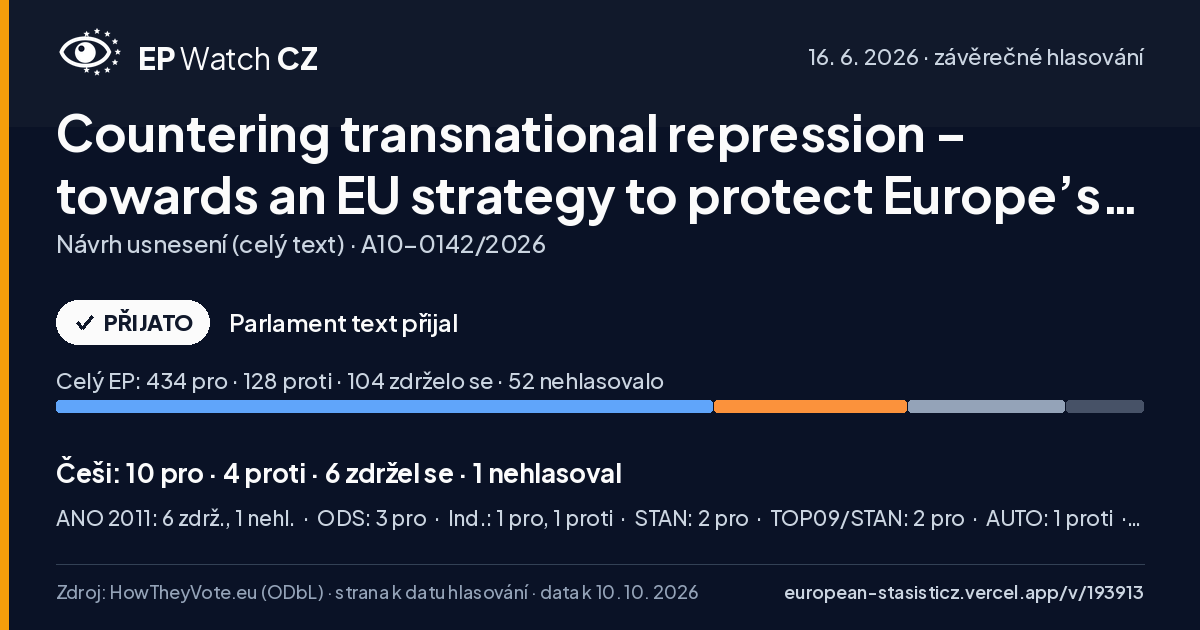 EP Watch CZ
16. 6. 2026 · závěrečné hlasování
Countering transnational repression –
towards an EU strategy to protect Europe’s…
Návrh usnesení (celý text) · A10-0142/2026
✓ PŘIJATO
Parlament text přijal
Celý EP: 434 pro · 128 proti · 104 zdrželo se · 52 nehlasovalo
Češi: 10 pro · 4 proti · 6 zdržel se · 1 nehlasoval
ANO 2011: 6 zdrž., 1 nehl. · ODS: 3 pro · Ind.: 1 pro, 1 proti · STAN: 2 pro · TOP09/STAN: 2 pro · AUTO: 1 proti ·…
Zdroj: HowTheyVote.eu (ODbL) · strana k datu hlasování · data k 10. 10. 2026
european-stasisticz.vercel.app/v/193913